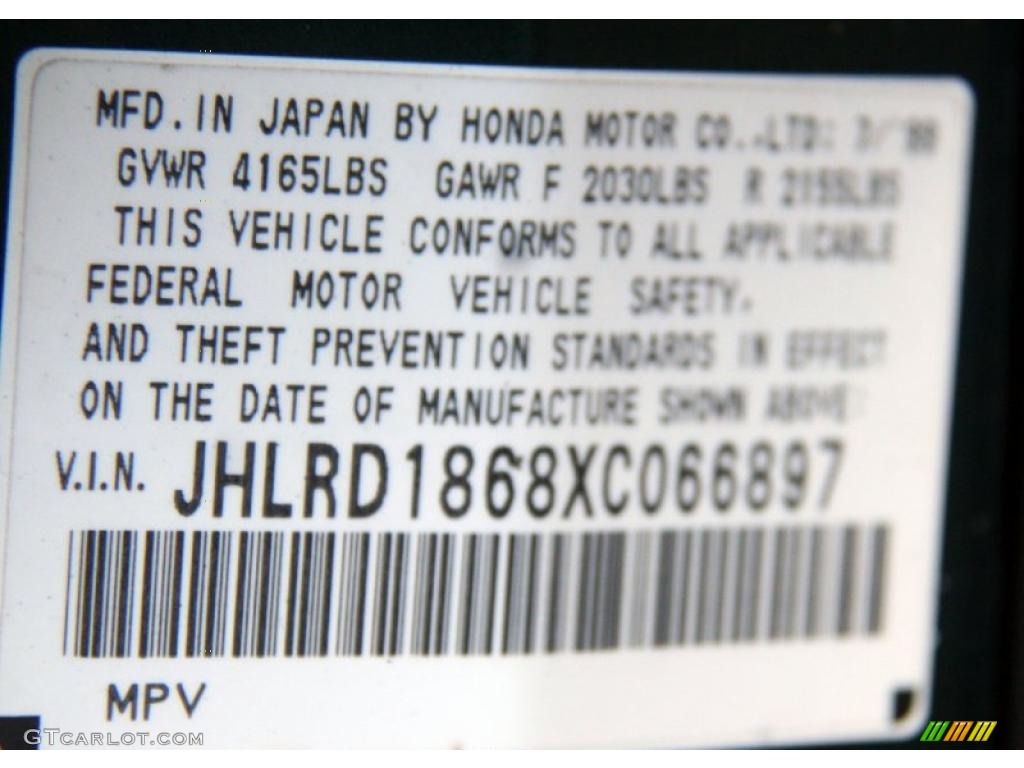 MFD. IN JAPAN BY HONDA MOTOR CO.,LTD:
GVWR 4165LBS GAWR F 2030LBS R 2155LBS
THIS VEHICLE CONFORMS TO ALL APPLICABLE
FEDERAL MOTOR VEHICLE SAFETY.
AND THEFT PREVENTION STANDARDS IN EFFECT
ON THE DATE OF MANUFACTURE SHOWN ABOVE
V.I.N. JHLRD1868XC066897
MPV
GTCARLOT.COM